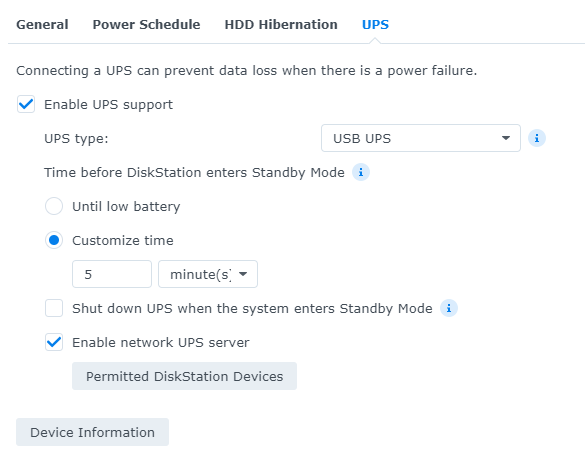 General Power Schedule HDD Hibernation UPS
Connecting a UPS can prevent data loss when there is a power failure.
Enable UPS support
UPS type: USB UPS
Time before DiskStation enters Standby Mode
Until low battery
Customize time
5 minute(s)
Shut down UPS when the system enters Standby Mode
Enable network UPS server
Permitted DiskStation Devices
Device Information